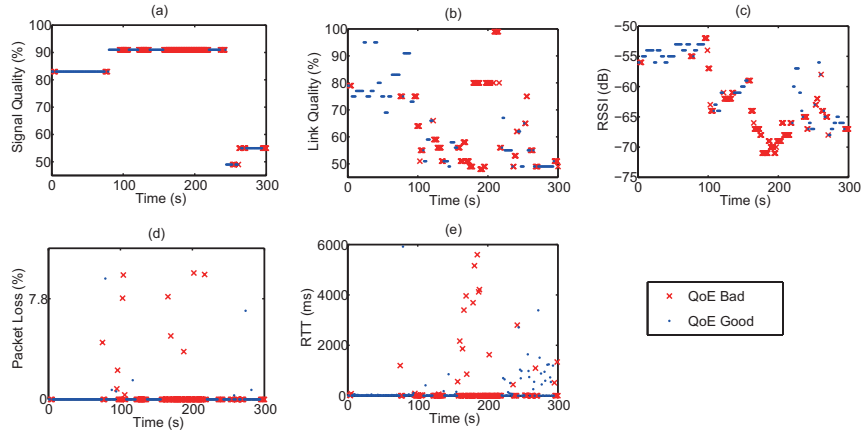 (a)
Signal Quality (%)
100
90
80
70
60
50
0
100
200
300
Time (s)
(b)
Link Quality (%)
100
90
80
70
60
50
0
100
200
300
Time (s)
(c)
RSSI (dB)
−50
−55
−60
−65
−70
−75
0
100
200
300
Time (s)
(d)
Packet Loss (%)
7.8
0
0
100
200
300
Time (s)
(e)
RTT (ms)
6000
4000
2000
0
0
100
200
300
Time (s)
QoE Bad
QoE Good